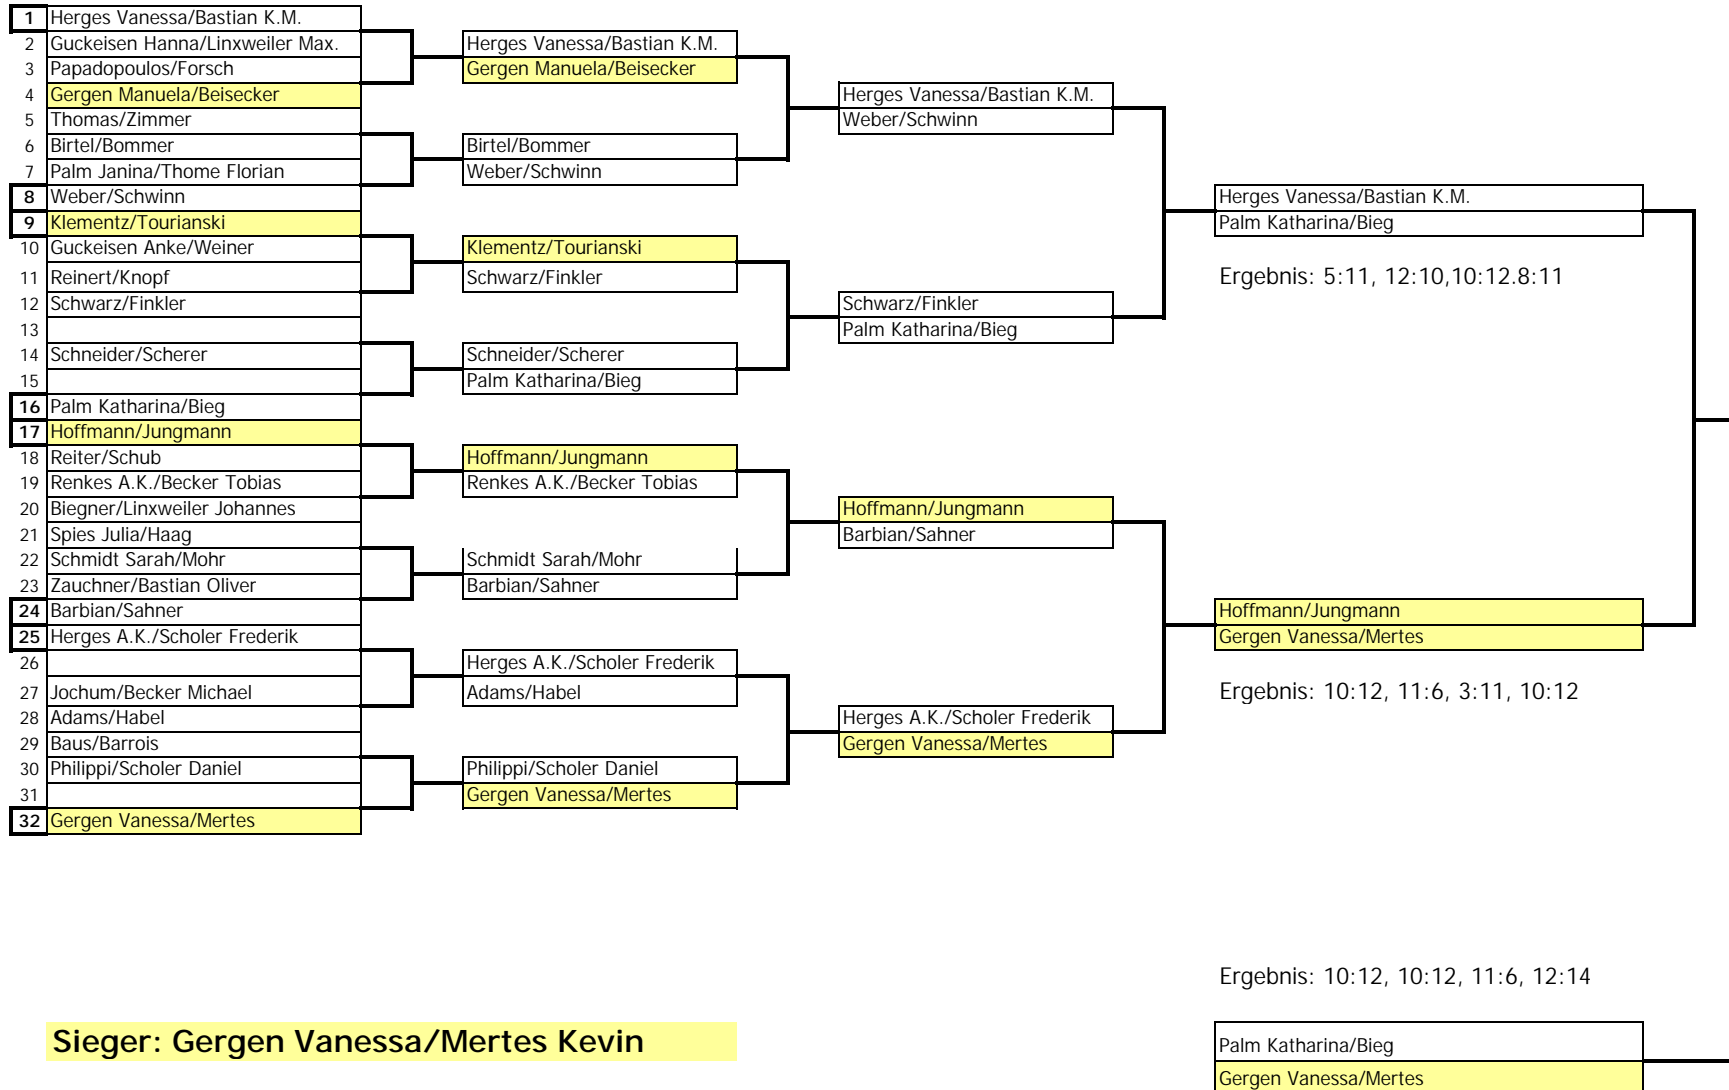 1 Herges Vanessa/Bastian K.M.
2 Guckeisen Hanna/Linxweiler Max.
3 Papadopoulos/Forsch
4 Gergen Manuela/Beisecker
5 Thomas/Zimmer
6 Birtel/Bommer
7 Palm Janina/Thome Florian
8 Weber/Schwinn
9 Klementz/Tourianski
10 Guckeisen Anke/Weiner
11 Reinert/Knopf
12 Schwarz/Finkler
13
14 Schneider/Scherer
15
16 Palm Katharina/Bieg
17 Hoffmann/Jungmann
18 Reiter/Schub
19 Renkes A.K./Becker Tobias
20 Biegner/Linxweiler Johannes
21 Spies Julia/Haag
22 Schmidt Sarah/Mohr
23 Zauchner/Bastian Oliver
24 Barbian/Sahner
25 Herges A.K./Scholer Frederik
26
27 Jochum/Becker Michael
28 Adams/Habel
29 Baus/Barrois
30 Philippi/Scholer Daniel
31
32 Gergen Vanessa/Mertes
Herges Vanessa/Bastian K.M.
Gergen Manuela/Beisecker
Birtel/Bommer
Weber/Schwinn
Klementz/Tourianski
Schwarz/Finkler
Schneider/Scherer
Palm Katharina/Bieg
Hoffmann/Jungmann
Renkes A.K./Becker Tobias
Schmidt Sarah/Mohr
Barbian/Sahner
Herges A.K./Scholer Frederik
Adams/Habel
Philippi/Scholer Daniel
Gergen Vanessa/Mertes
Herges Vanessa/Bastian K.M.
Weber/Schwinn
Schwarz/Finkler
Palm Katharina/Bieg
Hoffmann/Jungmann
Barbian/Sahner
Herges A.K./Scholer Frederik
Gergen Vanessa/Mertes
Herges Vanessa/Bastian K.M.
Palm Katharina/Bieg
Ergebnis: 5:11, 12:10,10:12.8:11
Hoffmann/Jungmann
Gergen Vanessa/Mertes
Ergebnis: 10:12, 11:6, 3:11, 10:12
Ergebnis: 10:12, 10:12, 11:6, 12:14
Palm Katharina/Bieg
Gergen Vanessa/Mertes
Sieger: Gergen Vanessa/Mertes Kevin